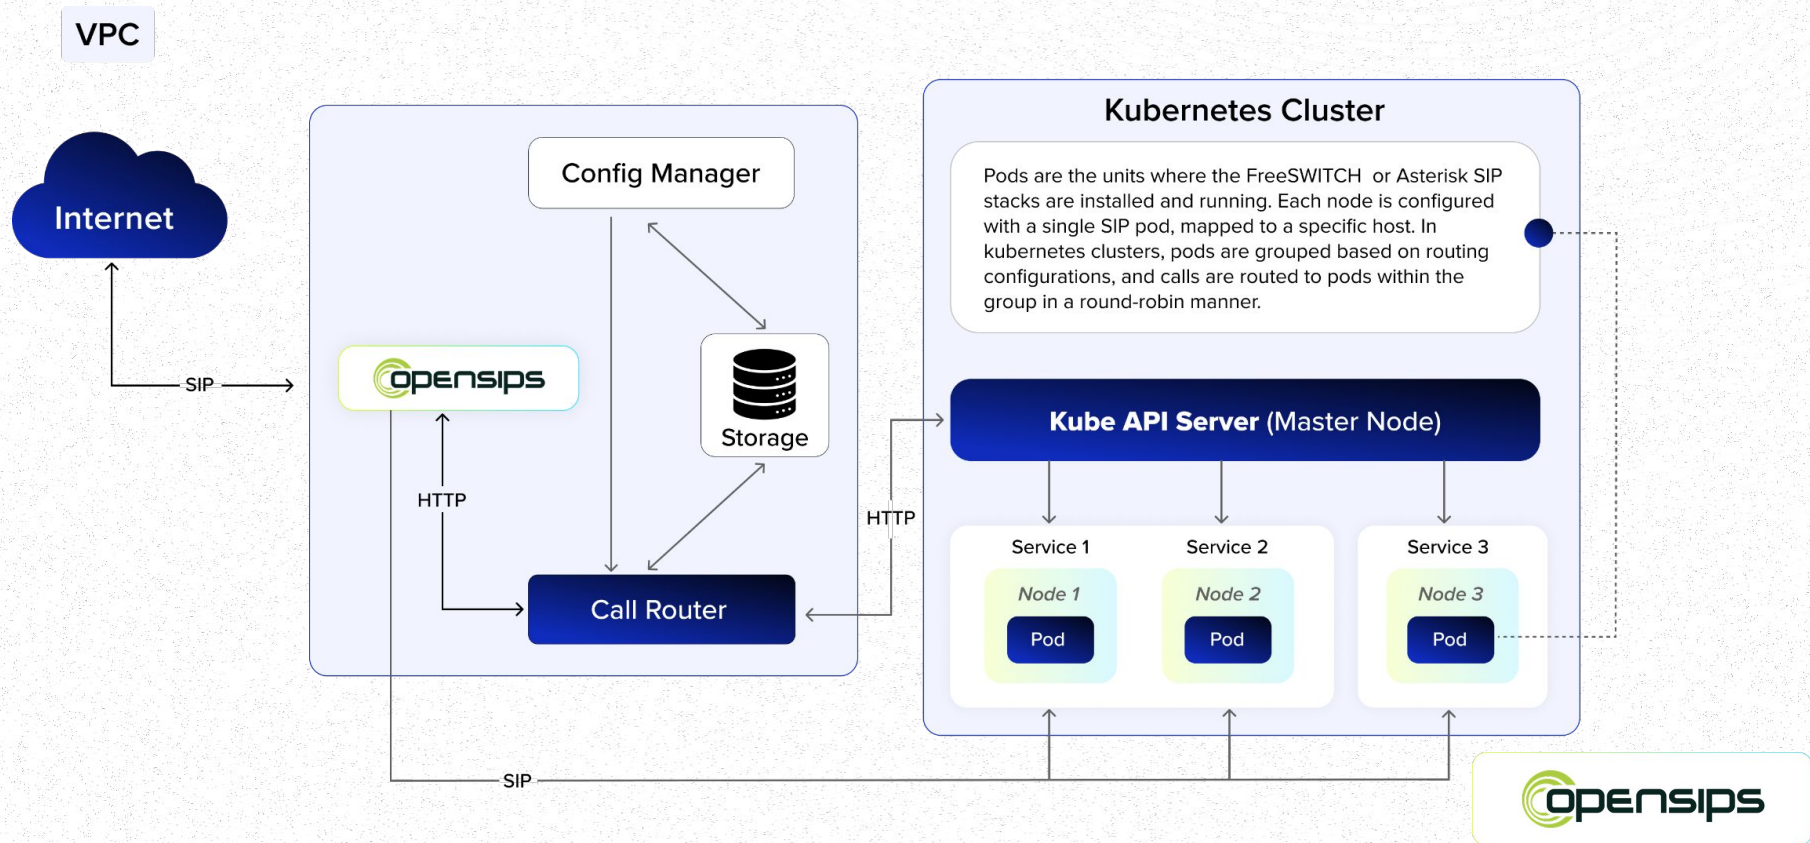 VPC
Internet
SIP
Config Manager
opensips
Storage
HTTP
Call Router
HTTP
Kubernetes Cluster
Pods are the units where the FreeSWITCH or Asterisk SIP
stacks are installed and running. Each node is configured
with a single SIP pod, mapped to a specific host. In
kubernetes clusters, pods are grouped based on routing
configurations, and calls are routed to pods within the
group in a round-robin manner.
Kube API Server (Master Node)
Service 1
Service 2
Service 3
Node 1
Node 2
Node 3
Pod
Pod
Pod
SIP
opensips